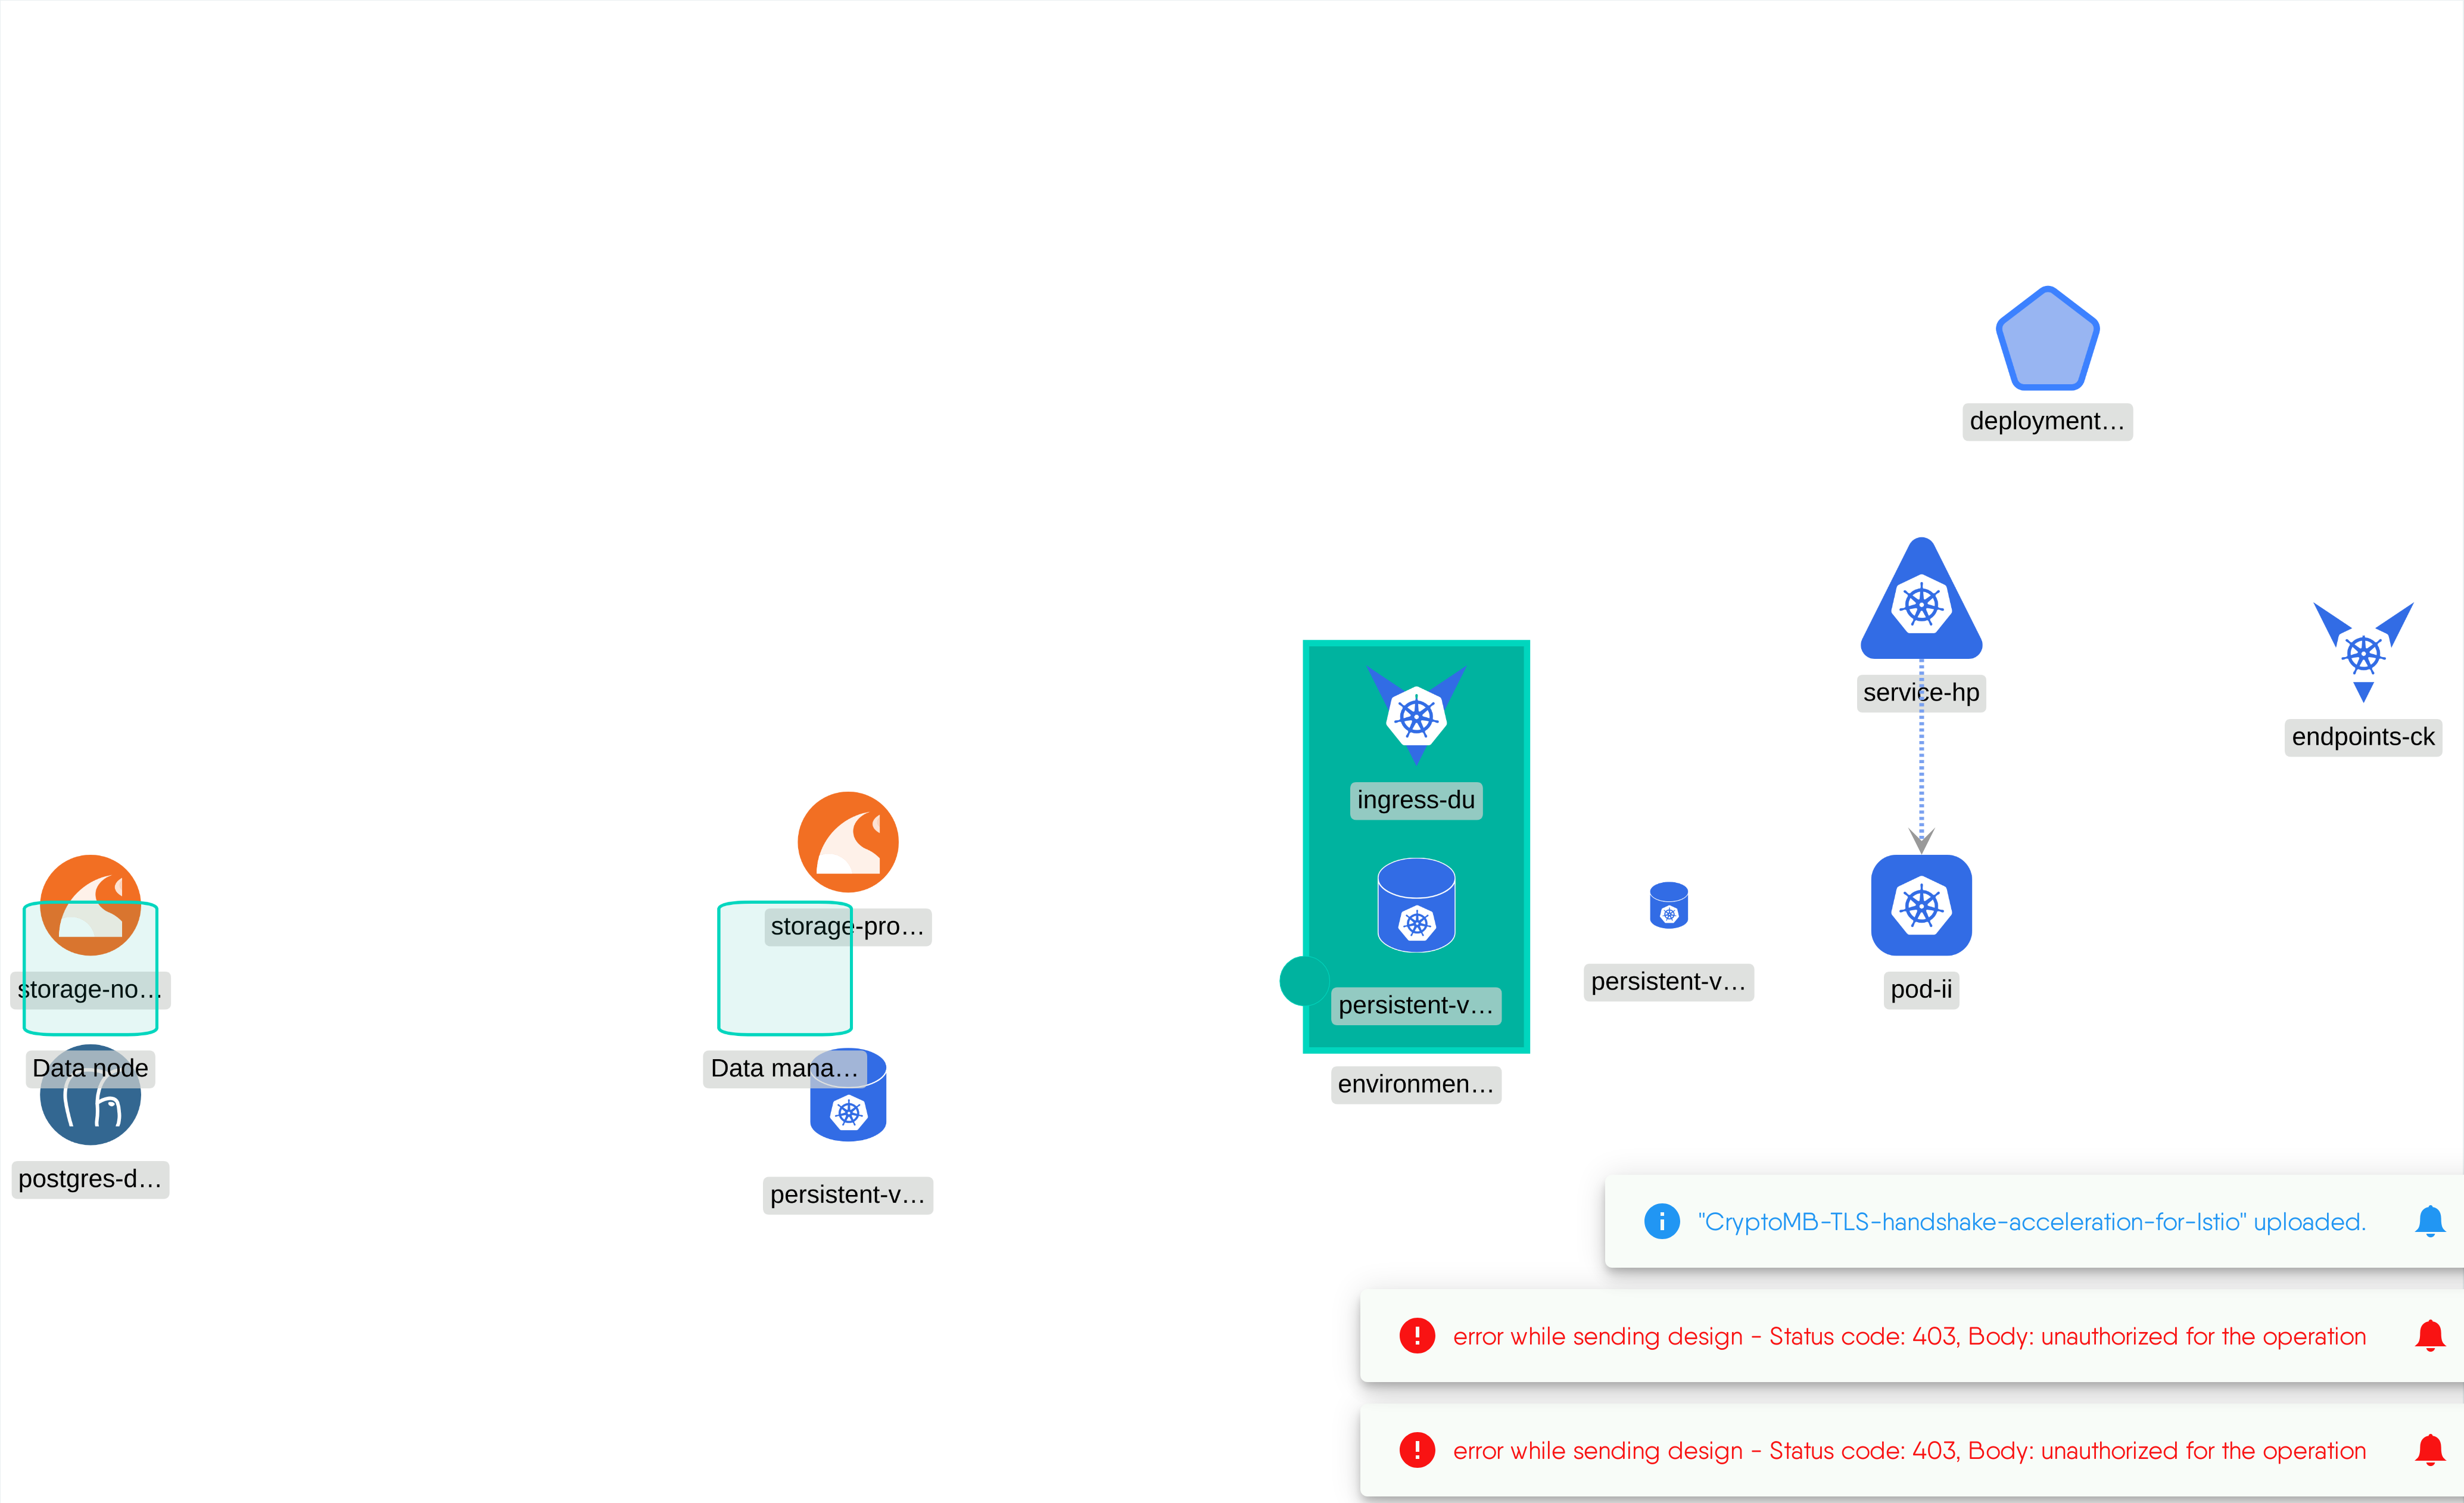 deployment…
service-hp
endpoints-ck
ingress-du
storage-pro…
storage-no…
persistent-v…
persistent-v…
pod-ii
Data node
Data mana…
environmen…
postgres-d…
persistent-v…
"CryptoMB-TLS-handshake-acceleration-for-Istio" uploaded.
error while sending design - Status code: 403, Body: unauthorized for the operation
error while sending design - Status code: 403, Body: unauthorized for the operation